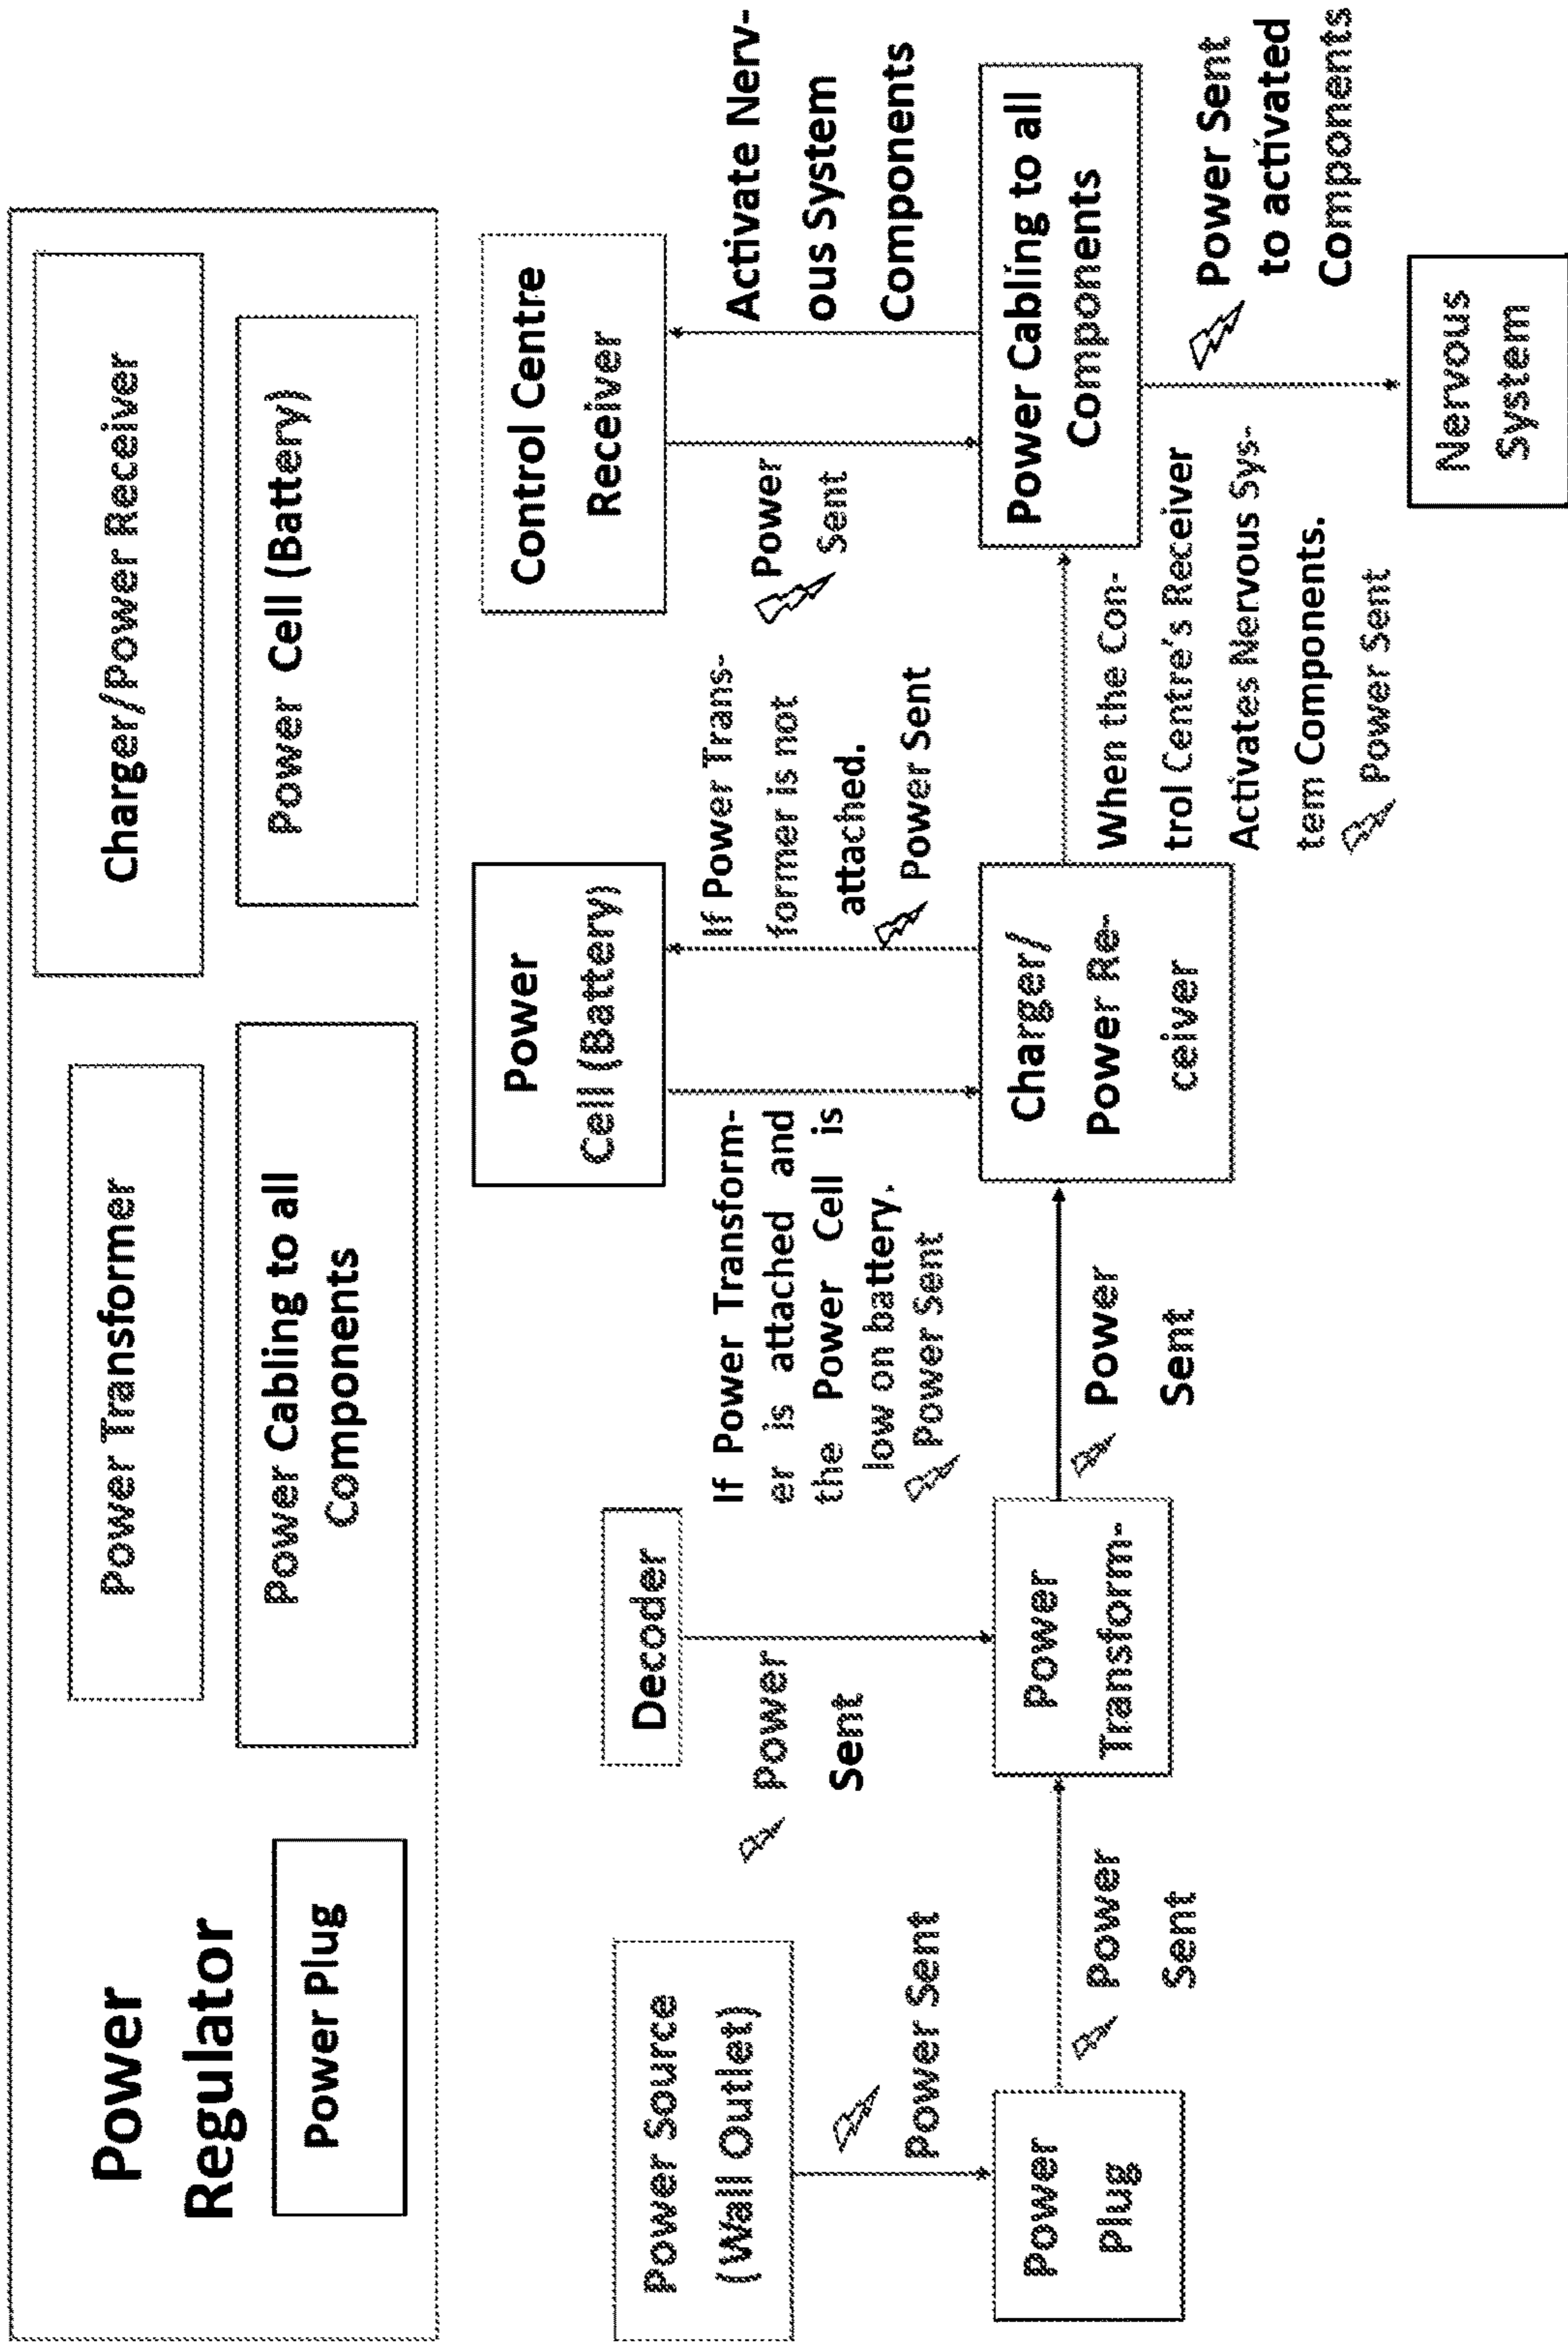 Power
Regulator
Power Plug
Power Transformer
Power Cabling to all
Components
Charger/Power Receiver
Power Cell (Battery)
Power Source
(Wall Outlet)
Power Sent
Power
Plug
Power
Sent
Decoder
Power
Sent
Power
Transform-
Power
Sent
Power
Cell (Battery)
If Power Transform-
er is attached and
the Power Cell is
low on battery.
Power Sent
If Power Trans-
former is not
attached.
Power Sent
Charger/
Power Re-
ceiver
When the Con-
trol Centre's Receiver
Activates Nervous Sys-
tem Components.
Power Sent
Control Centre
Receiver
Power
Sent
Activate Nerv-
ous System
Components
Power Cabling to all
Components
Power Sent
to activated
Components
Nervous
System